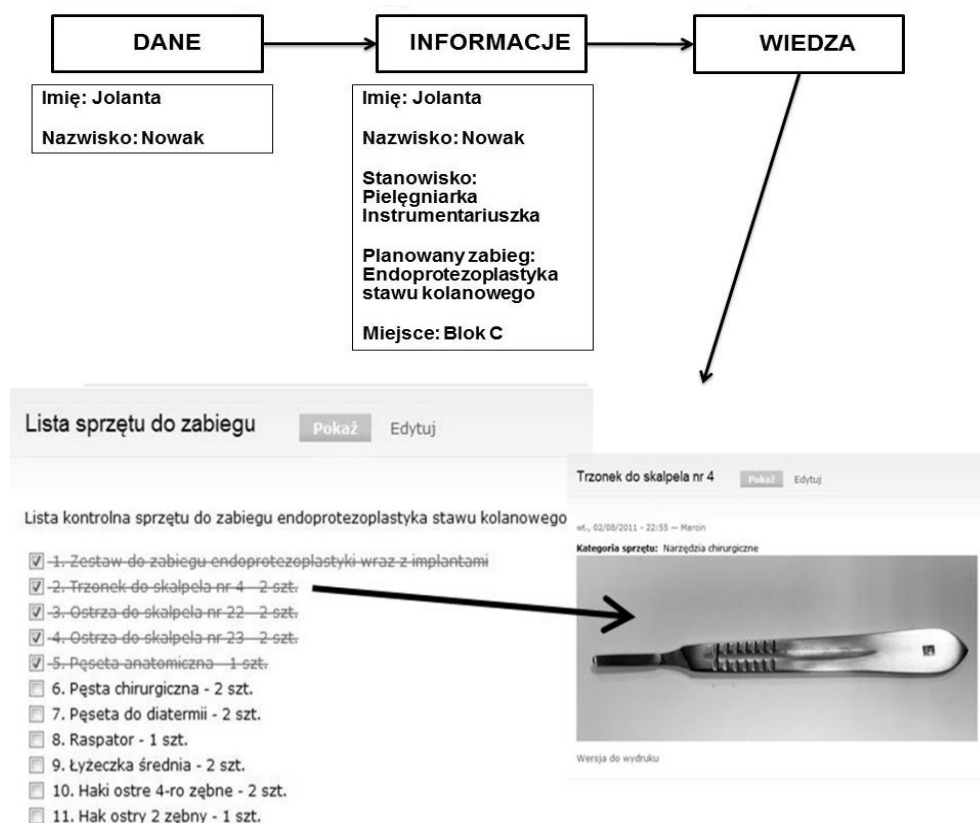 DANE
INFORMACJE
WIEDZA
Imię: Jolanta
Nazwisko: Nowak
Imię: Jolanta
Nazwisko: Nowak
Stanowisko:
Pielęgniarka
Instrumentariuszka
Planowany zabieg:
Endoprotezoplastyka
stawu kolanowego
Miejsce: Blok C
Lista sprzętu do zabiegu
Pokaż
Edytuj
Lista kontrolna sprzętu do zabiegu endoprotezoplastyka stawu kolanowego
1. Zestaw do zabiegu endoprotezoplastyki wraz z implantami
2. Trzonek do skalpela nr 4 - 2 szt.
3. Ostrza do skalpela nr 22 - 2 szt.
4. Ostrza do skalpela nr 23 - 2 szt.
5. Pęseta anatomiczna - 1 szt.
6. Pęsta chirurgiczna - 2 szt.
7. Pęseta do diatermii - 2 szt.
8. Raspator - 1 szt.
9. Łyżeczka średnia - 2 szt.
10. Haki ostre 4-ro zębne - 2 szt.
11. Hak ostry 2 zębny - 1 szt.
Trzonek do skalpela nr 4
Pokaż
Edytuj
wt., 02/08/2011 - 22:55 — Marcin
Kategoria sprzętu: Narzędzia chirurgiczne
Wersja do wydruku